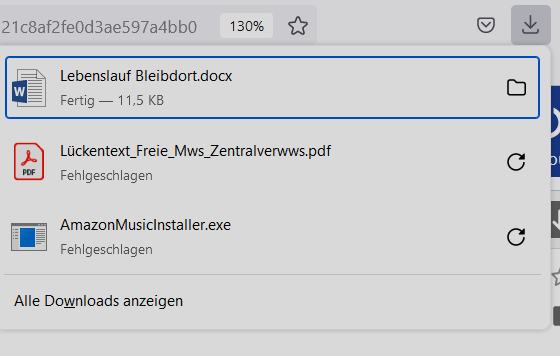 21c8af2fe0d3ae597a4bb0 130%
Lebenslauf Bleibdort.docx
Fertig — 11,5 KB
Lückentext_Freie_Mws_Zentralverwws.pdf
Fehlgeschlagen
AmazonMusicInstaller.exe
Fehlgeschlagen
Alle Downloads anzeigen